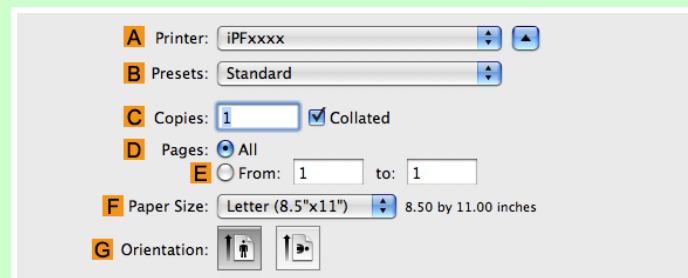 A Printer: iPFxxxx
B Presets: Standard
C Copies: 1 Collated
D Pages: All
E From: 1 to: 1
F Paper Size: Letter (8.5"x11") 8.50 by 11.00 inches
G Orientation: